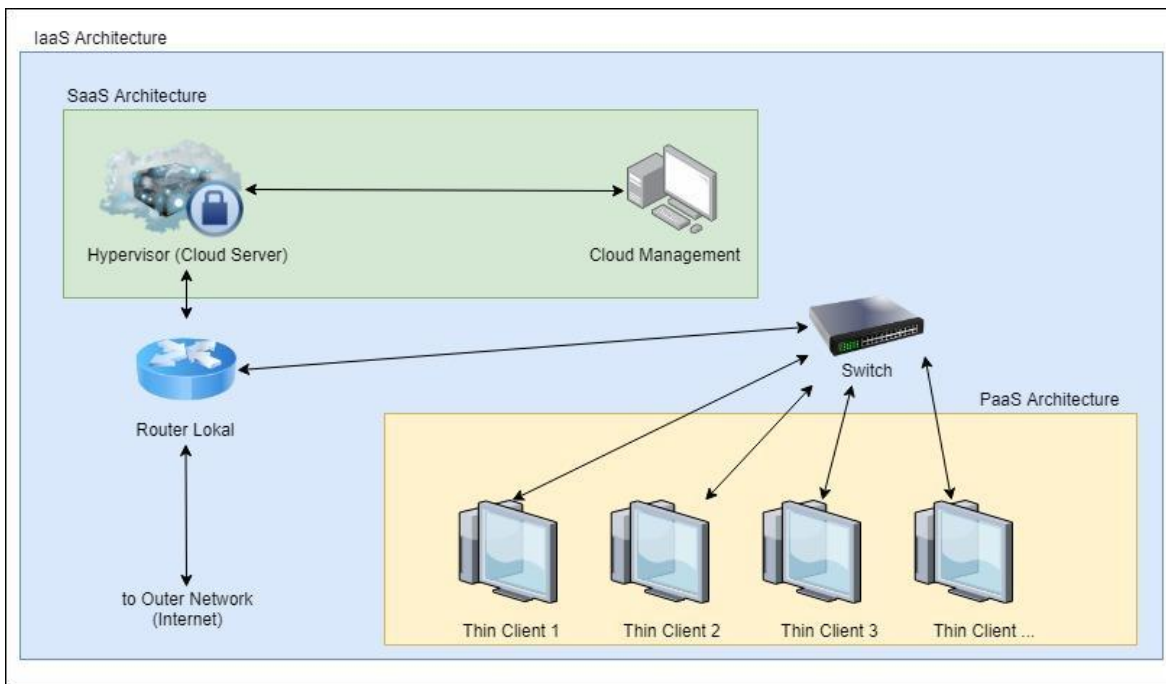 IaaS Architecture
SaaS Architecture
Hypervisor (Cloud Server)
Cloud Management
Switch
PaaS Architecture
Router Lokal
to Outer Network
(Internet)
Thin Client 1
Thin Client 2
Thin Client 3
Thin Client ...